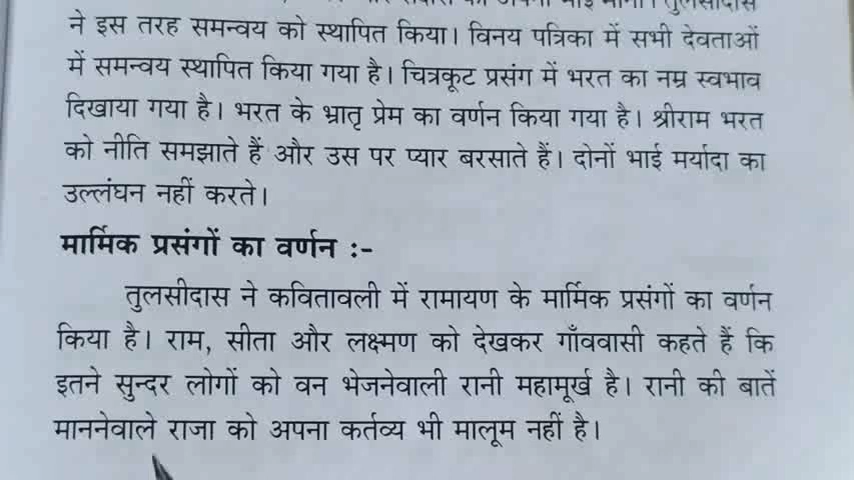 तुलसीदास
ने इस तरह समन्वय को स्थापित किया। विनय पत्रिका में सभी देवताओं
में समन्वय स्थापित किया गया है। चित्रकूट प्रसंग में भरत का नम्र स्वभाव
दिखाया गया है। भरत के भ्रातृ प्रेम का वर्णन किया गया है। श्रीराम भरत
को नीति समझाते हैं और उस पर प्यार बरसाते हैं। दोनों भाई मर्यादा का
उल्लंघन नहीं करते।
मार्मिक प्रसंगों का वर्णन :-
तुलसीदास ने कवितावली में रामायण के मार्मिक प्रसंगों का वर्णन
किया है। राम, सीता और लक्ष्मण को देखकर गाँववासी कहते हैं कि
इतने सुन्दर लोगों को वन भेजनेवाली रानी महामूर्ख है। रानी की बातें
माननेवाले राजा को अपना कर्तव्य भी मालूम नहीं है।